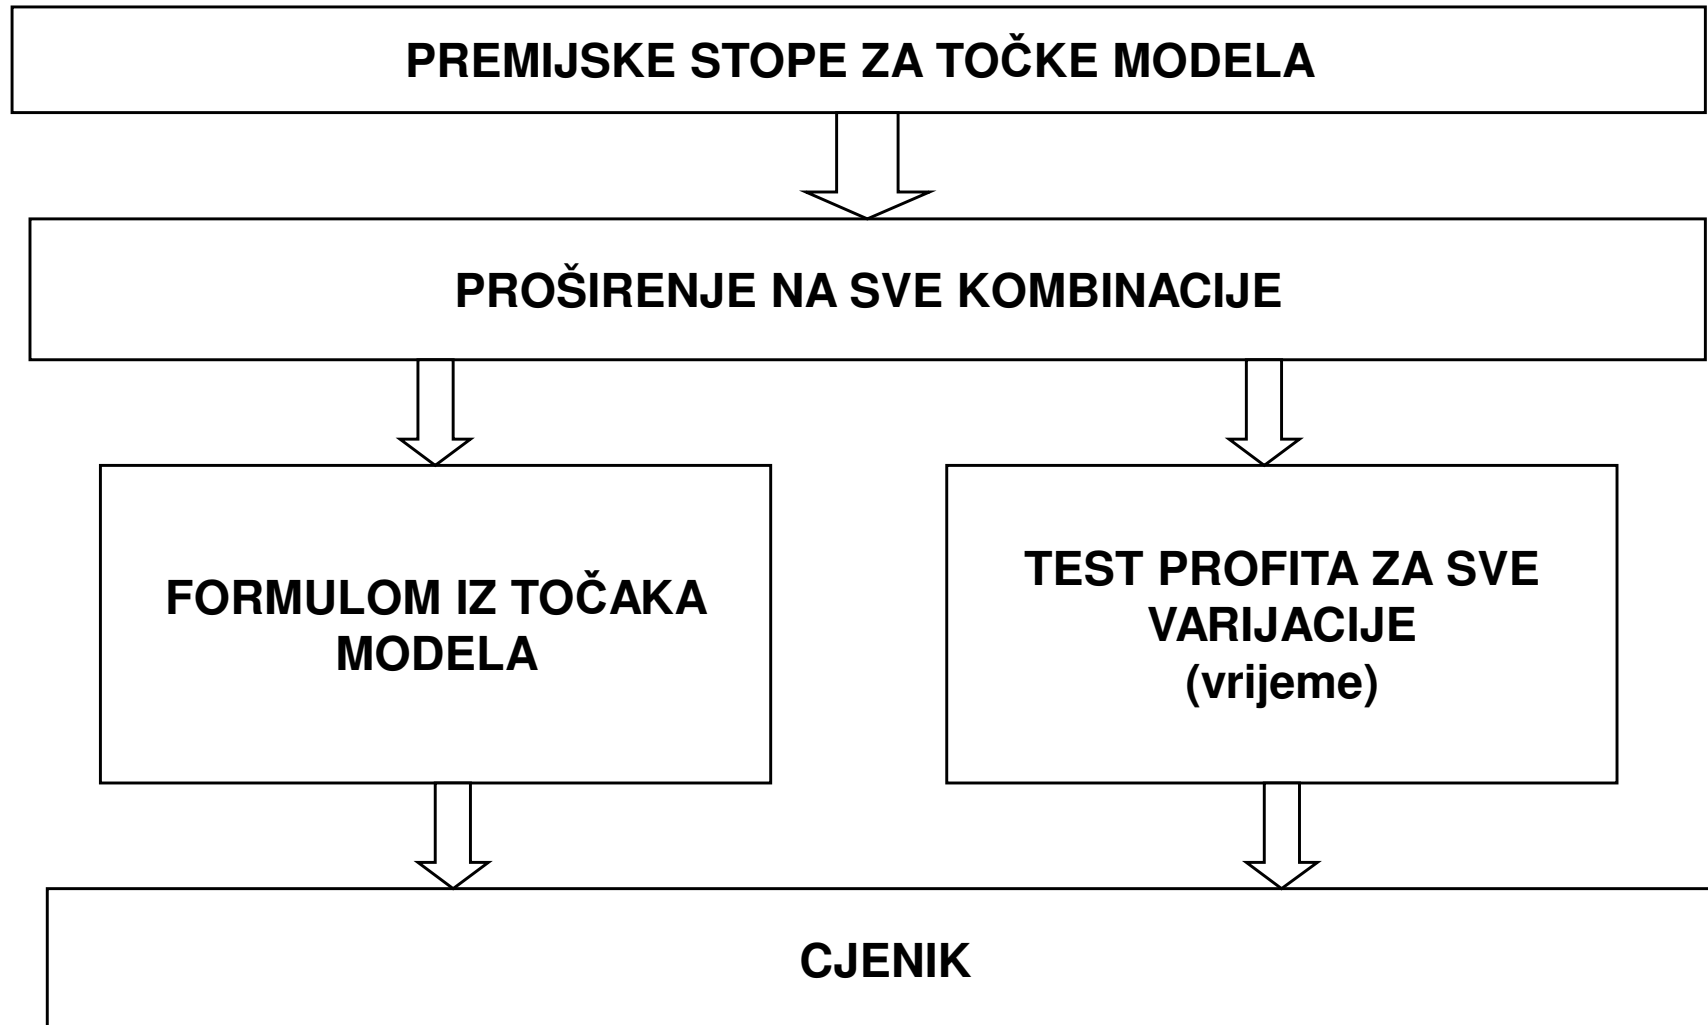 PREMIJSKE STOPE ZA TOČKE MODELA
PROŠIRENJE NA SVE KOMBINACIJE
FORMULOM IZ TOČAKA
MODELA
TEST PROFITA ZA SVE
VARIJACIJE
(vrijeme)
CJENIK